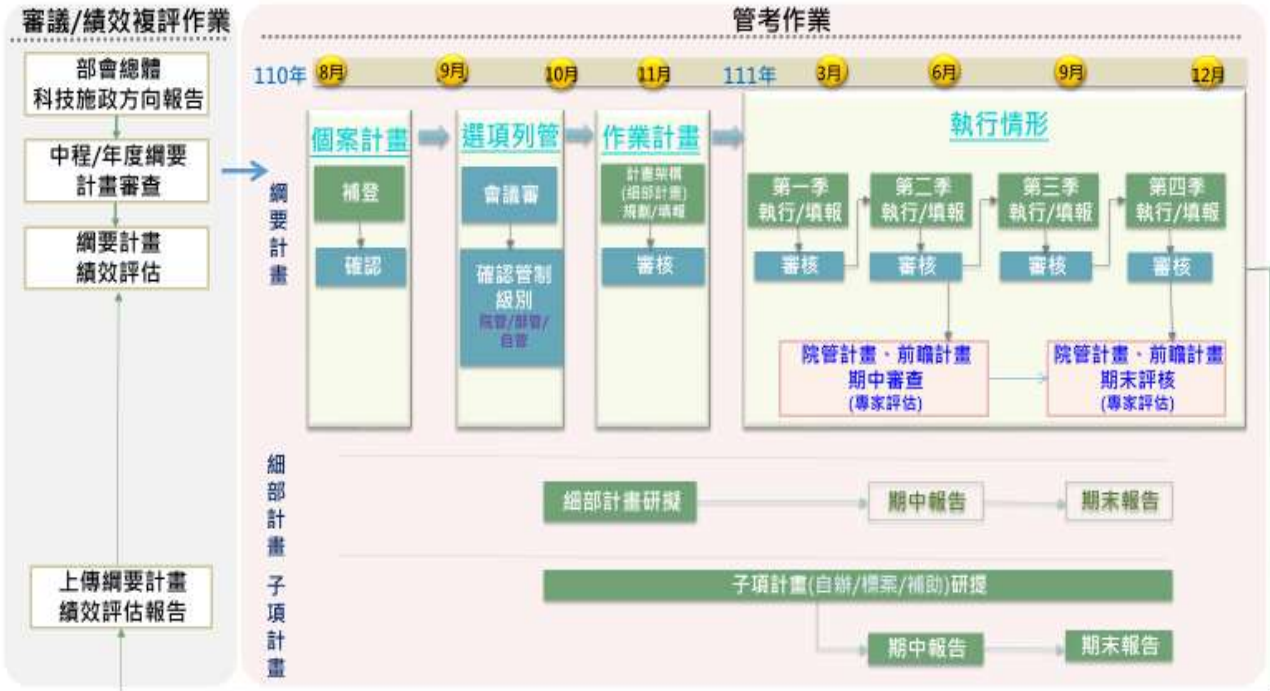 審議/績效複評作業
部會總體
科技施政方向報告
中程/年度綱要
計畫審查
綱要計畫
績效評估
上傳綱要計畫
績效評估報告
管考作業
110年
8月
9月
10月
11月
111年
3月
6月
9月
12月
綱要計畫
個案計畫
補登
確認
選項列管
會議審
確認管制
級別
院管/部管/
自管
作業計畫
計畫架構
(細部計畫)
規劃/填報
審核
執行情形
第一季
執行/填報
審核
第二季
執行/填報
審核
第三季
執行/填報
審核
第四季
執行/填報
審核
院管計畫、前瞻計畫
期中審查
(專家評估)
院管計畫、前瞻計畫
期末評核
(專家評估)
細部計畫
細部計畫研擬
期中報告
期末報告
子項計畫
子項計畫(自辦/標案/補助)研提
期中報告
期末報告